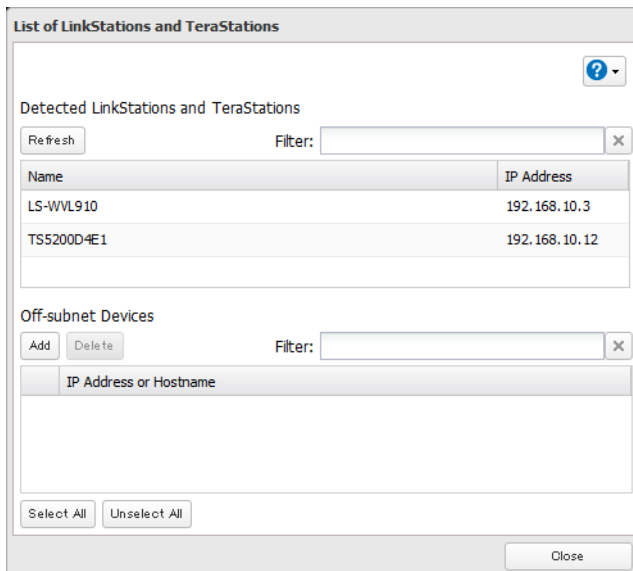 List of LinkStations and TeraStations
?
Detected LinkStations and TeraStations
Refresh Filter:
Name IP Address
LS-WVL910 192.168.10.3
TS5200D4E1 192.168.10.12
Off-subnet Devices
Add Delete Filter:
IP Address or Hostname
Select All Unselect All
Close